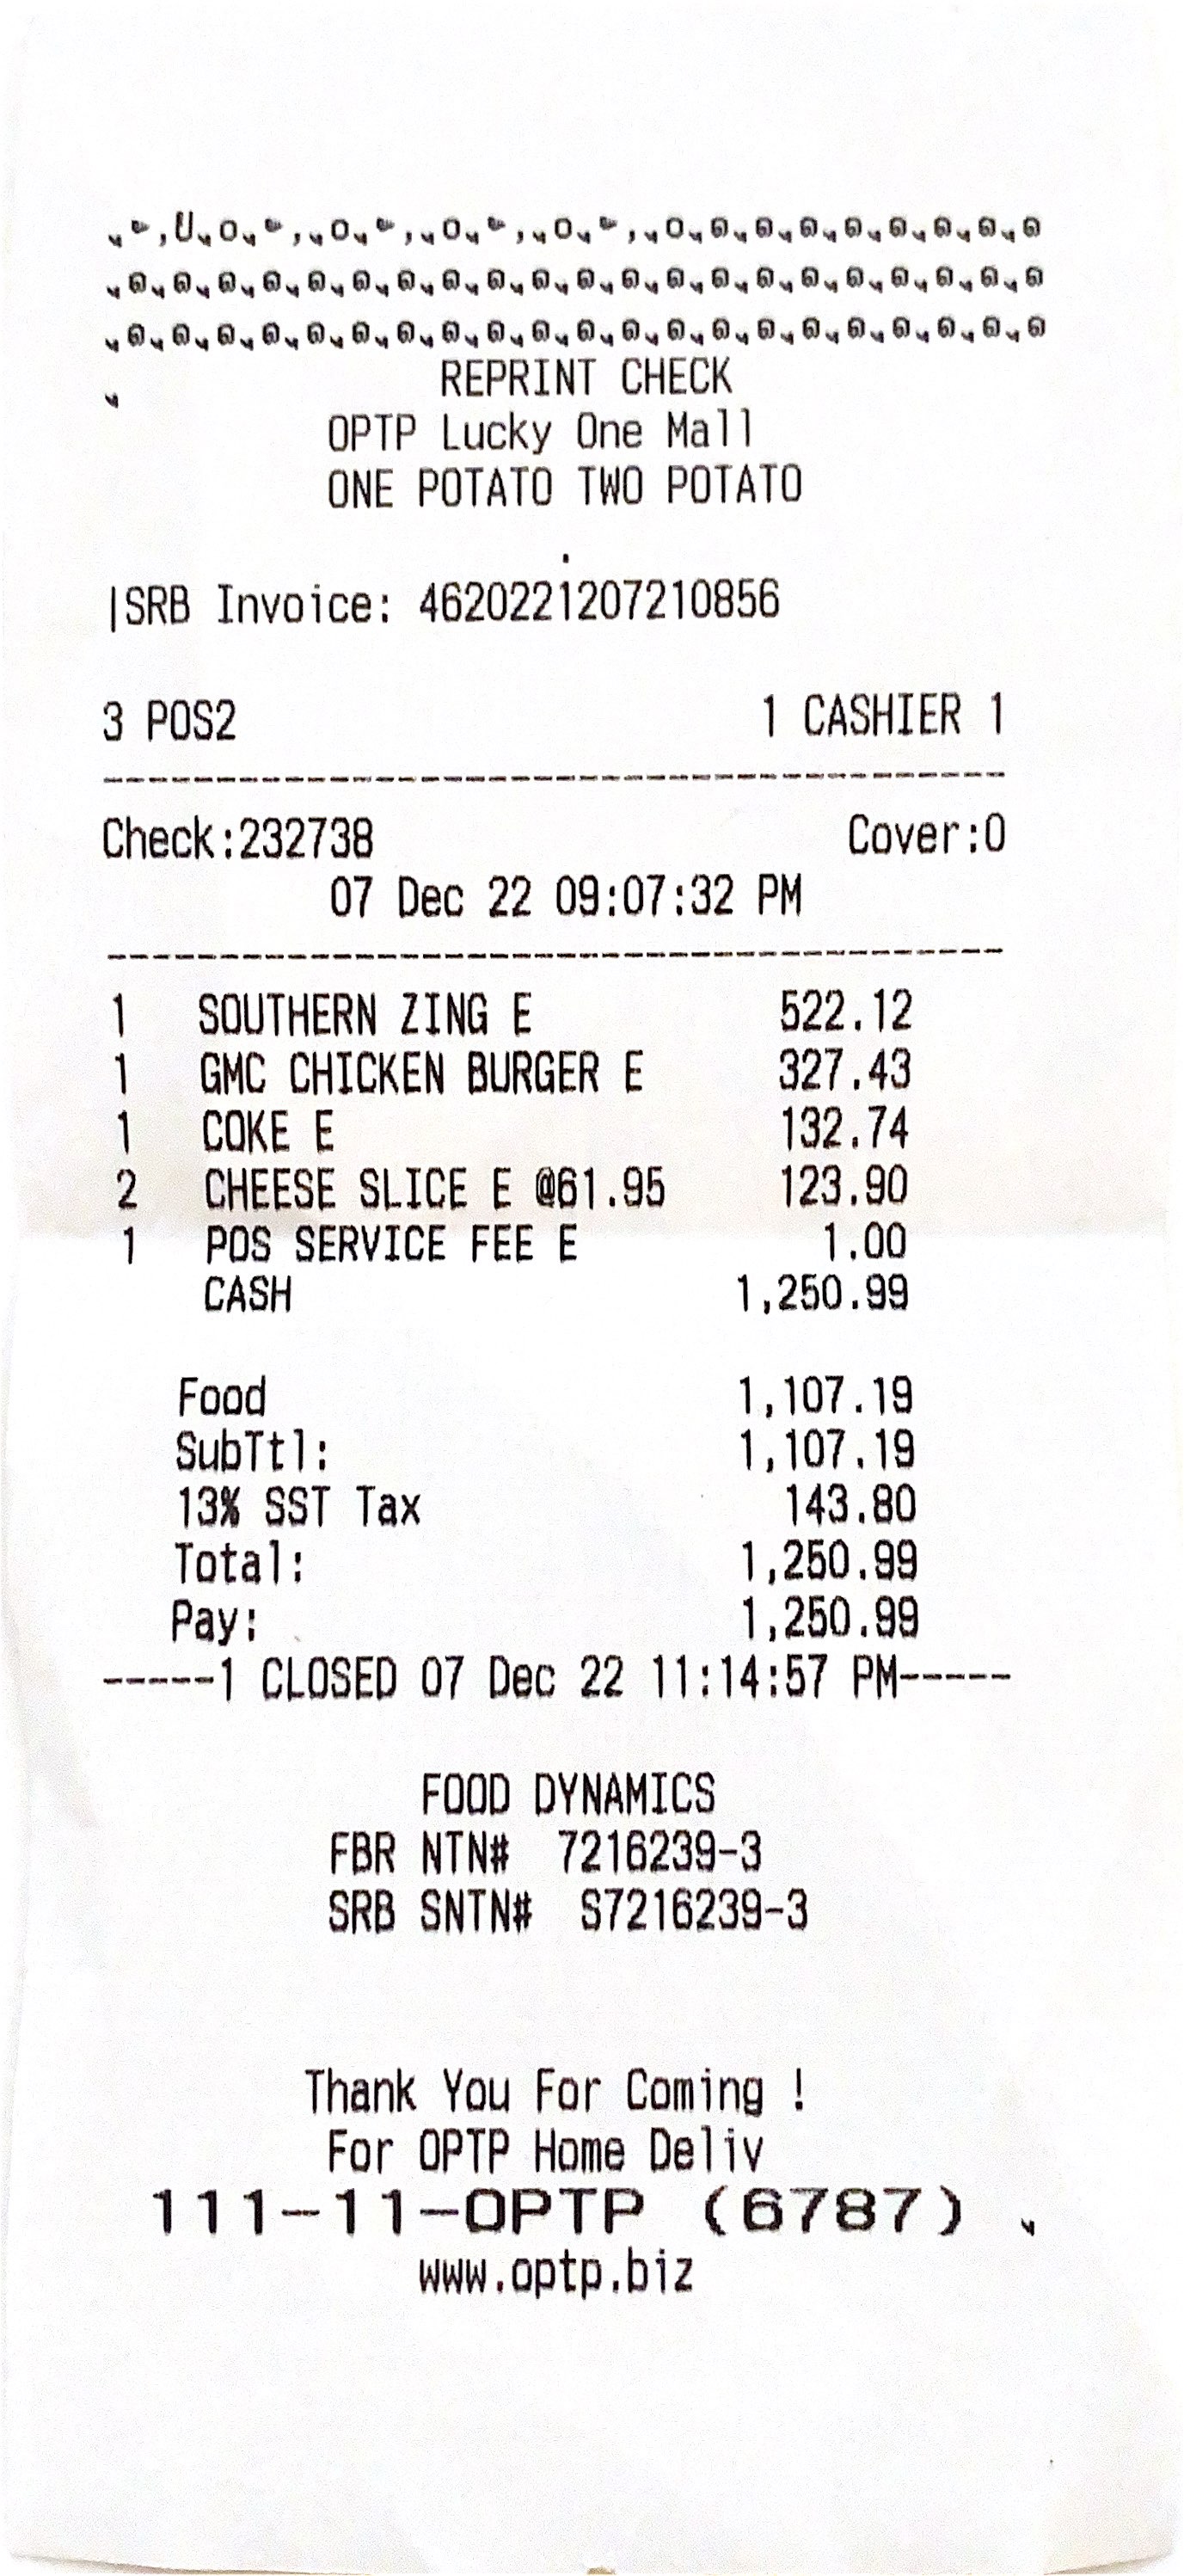 REPRINT CHECK
OPTP Lucky One Mall
ONE POTATO TWO POTATO
.
|SRB Invoice: 4620221207210856
3 POS2 1 CASHIER 1
----------------------------------------
Check:232738 Cover:0
07 Dec 22 09:07:32 PM
----------------------------------------
1 SOUTHERN ZING E 522.12
1 GMC CHICKEN BURGER E 327.43
1 COKE E 132.74
2 CHEESE SLICE E @61.95 123.90
1 POS SERVICE FEE E 1.00
CASH 1,250.99
Food 1,107.19
SubTtl: 1,107.19
13% SST Tax 143.80
Total: 1,250.99
Pay: 1,250.99
-----1 CLOSED 07 Dec 22 11:14:57 PM-----
FOOD DYNAMICS
FBR NTN# 7216239-3
SRB SNTN# S7216239-3
Thank You For Coming !
For OPTP Home Deliv
111-11-OPTP (6787)
www.optp.biz